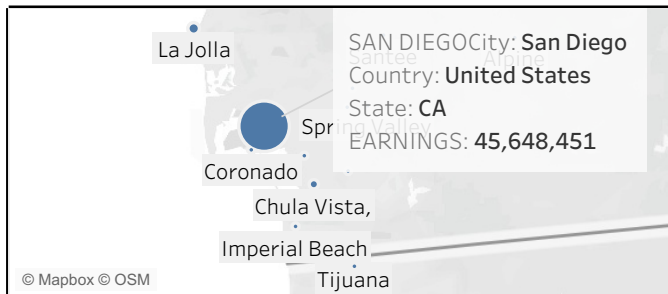 La Jolla
SAN DIEGOCity: San Diego
Santee
Alpine
Country: United States
State: CA
Spring Valley
EARNINGS: 45,648,451
Coronado
Chula Vista,
Imperial Beach
© Mapbox © OSM
Tijuana